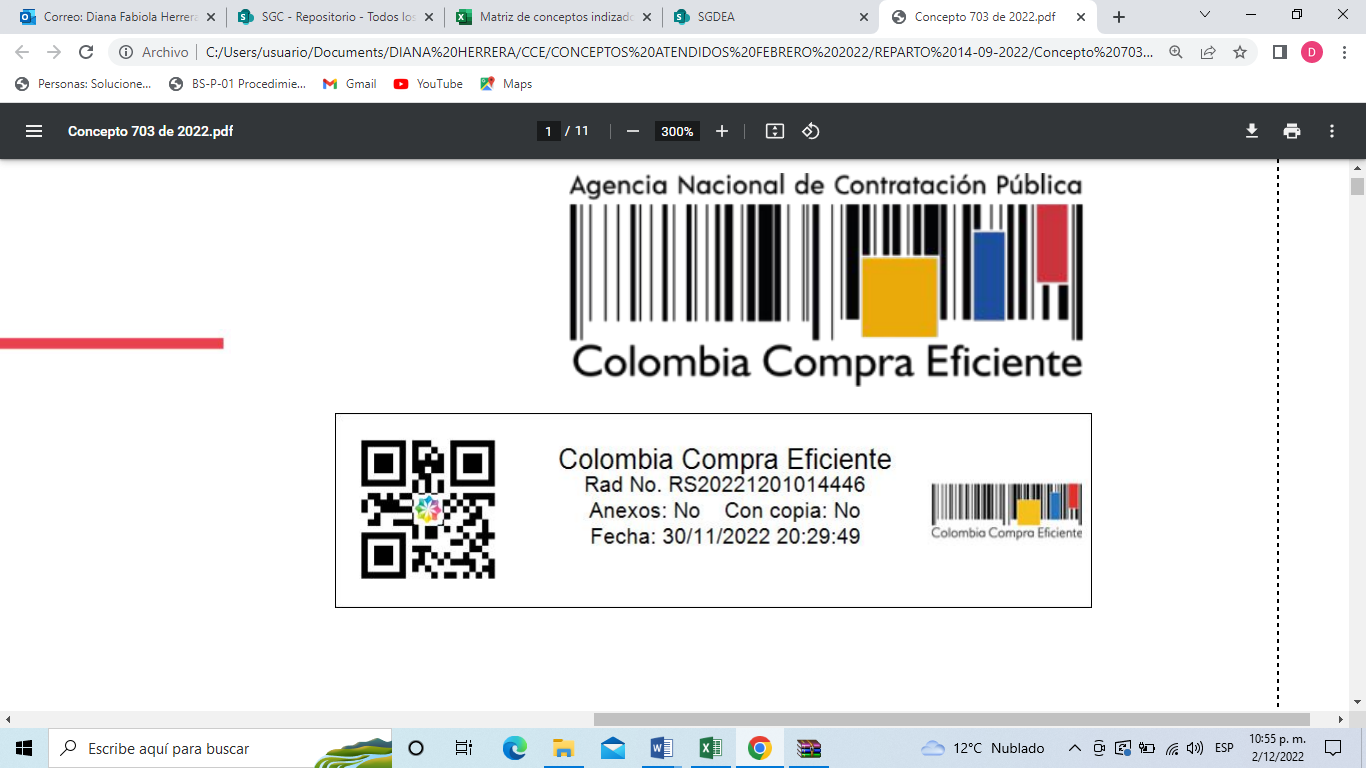 Correo: Diana Fabiola Herrera
SGC - Repositorio - Todos los
Matriz de conceptos indizado
SGDEA
Concepto 703 de 2022.pdf
Archivo
C:/Users/usuario/Documents/DIANA%20HERRERA/CCE/CONCEPTOS%20ATENDIDOS%20FEBRERO%202022/REPARTO%2014-09-2022/Concepto%20703...
D
Personas: Solucione...
BS-P-01 Procedimie...
Gmail
YouTube
Maps
Concepto 703 de 2022.pdf
1 / 11
300%
Agencia Nacional de Contratación Pública
Colombia Compra Eficiente
Colombia Compra Eficiente
Rad No. RS20221201014446
Anexos: No Con copia: No
Fecha: 30/11/2022 20:29:49
Colombia Compra Eficiente
Escribe aquí para buscar
12°C Nublado
ESP
10:55 p. m.
2/12/2022